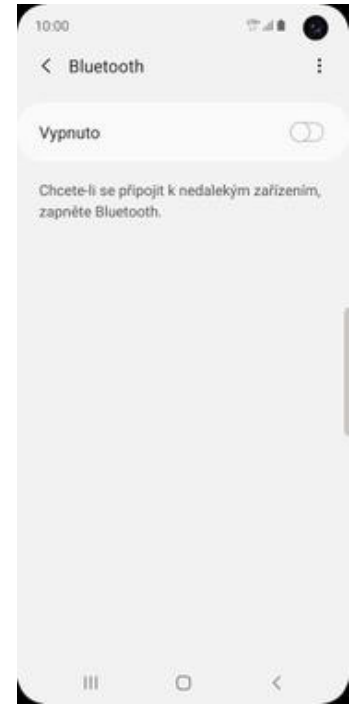 10:00
Bluetooth
Vypnuto
Chcete-li se připojit k nedalekým zařízením,
zapněte Bluetooth.